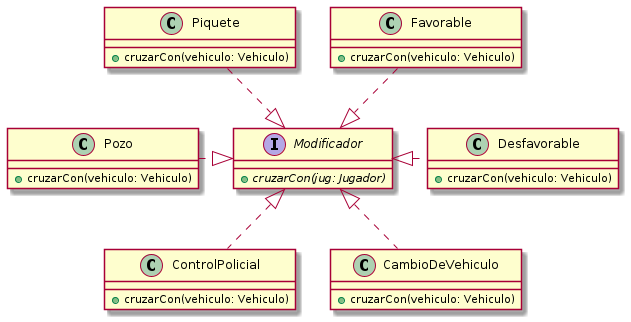 C Piquete
cruzarCon(vehiculo: Vehiculo)
C Favorable
cruzarCon(vehiculo: Vehiculo)
C Pozo
cruzarCon(vehiculo: Vehiculo)
I Modificador
cruzarCon(jug: Jugador)
C Desfavorable
cruzarCon(vehiculo: Vehiculo)
C ControlPolicial
cruzarCon(vehiculo: Vehiculo)
C CambioDeVehiculo
cruzarCon(vehiculo: Vehiculo)